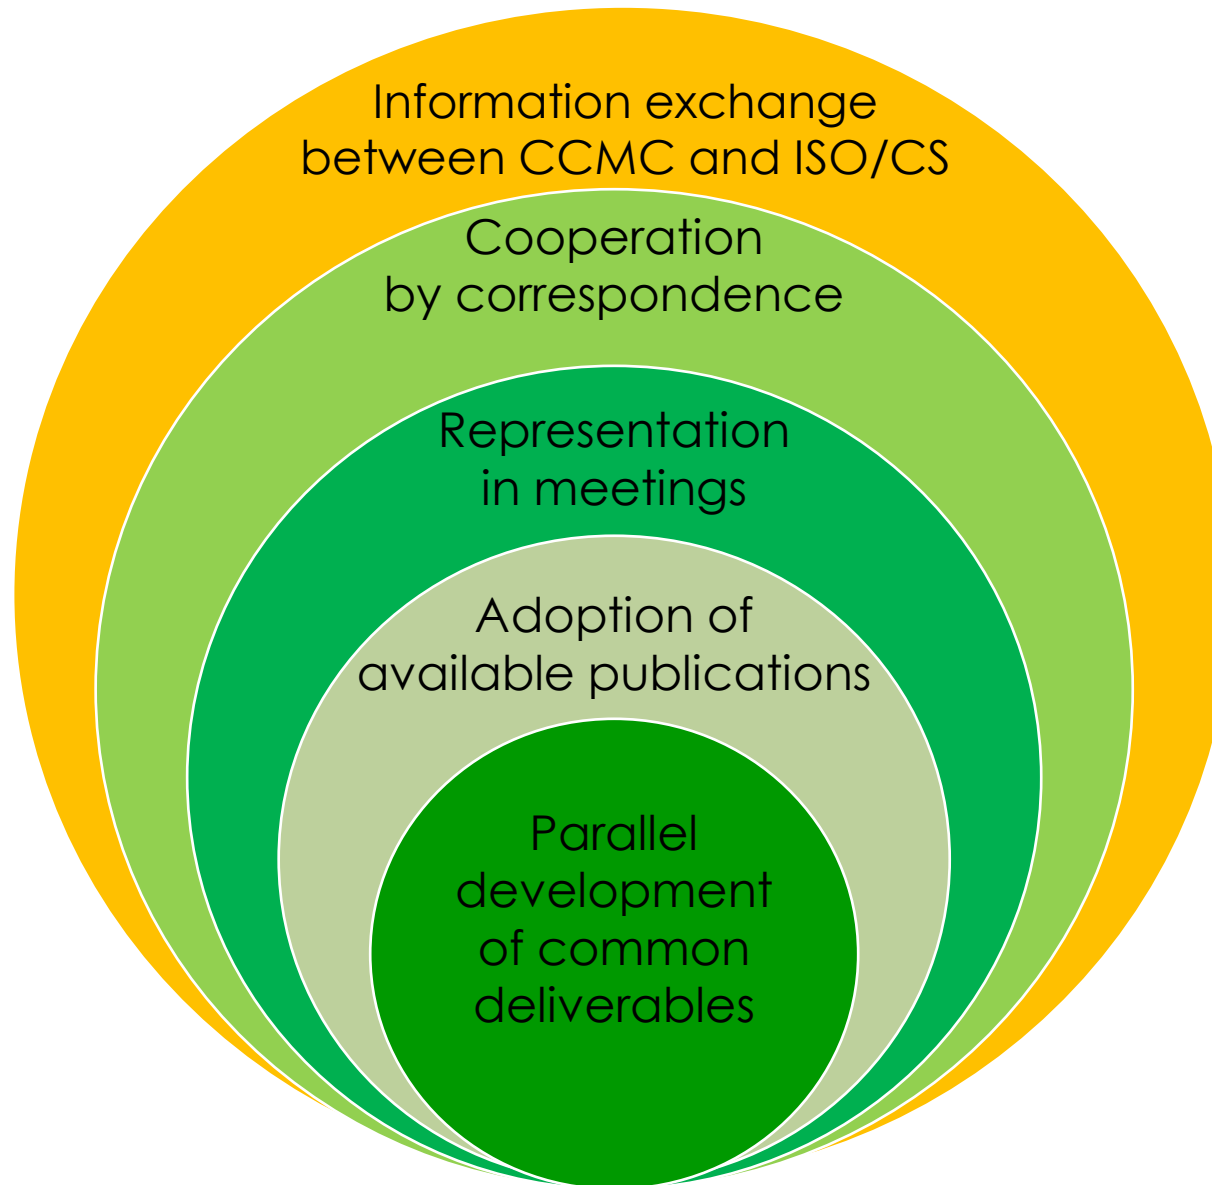 Information exchange
between CCMC and ISO/CS
Cooperation
by correspondence
Representation
in meetings
Adoption of
available publications
Parallel
development
of common
deliverables